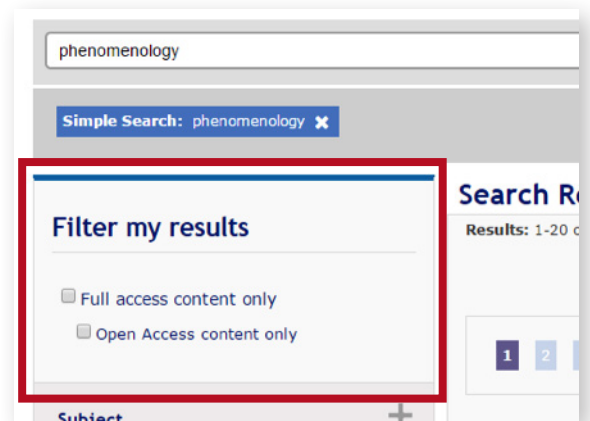 phenomenology
Simple Search: phenomenology ✖
Filter my results
Full access content only
Open Access content only
Subject
Search
Results: 1-20
1
2